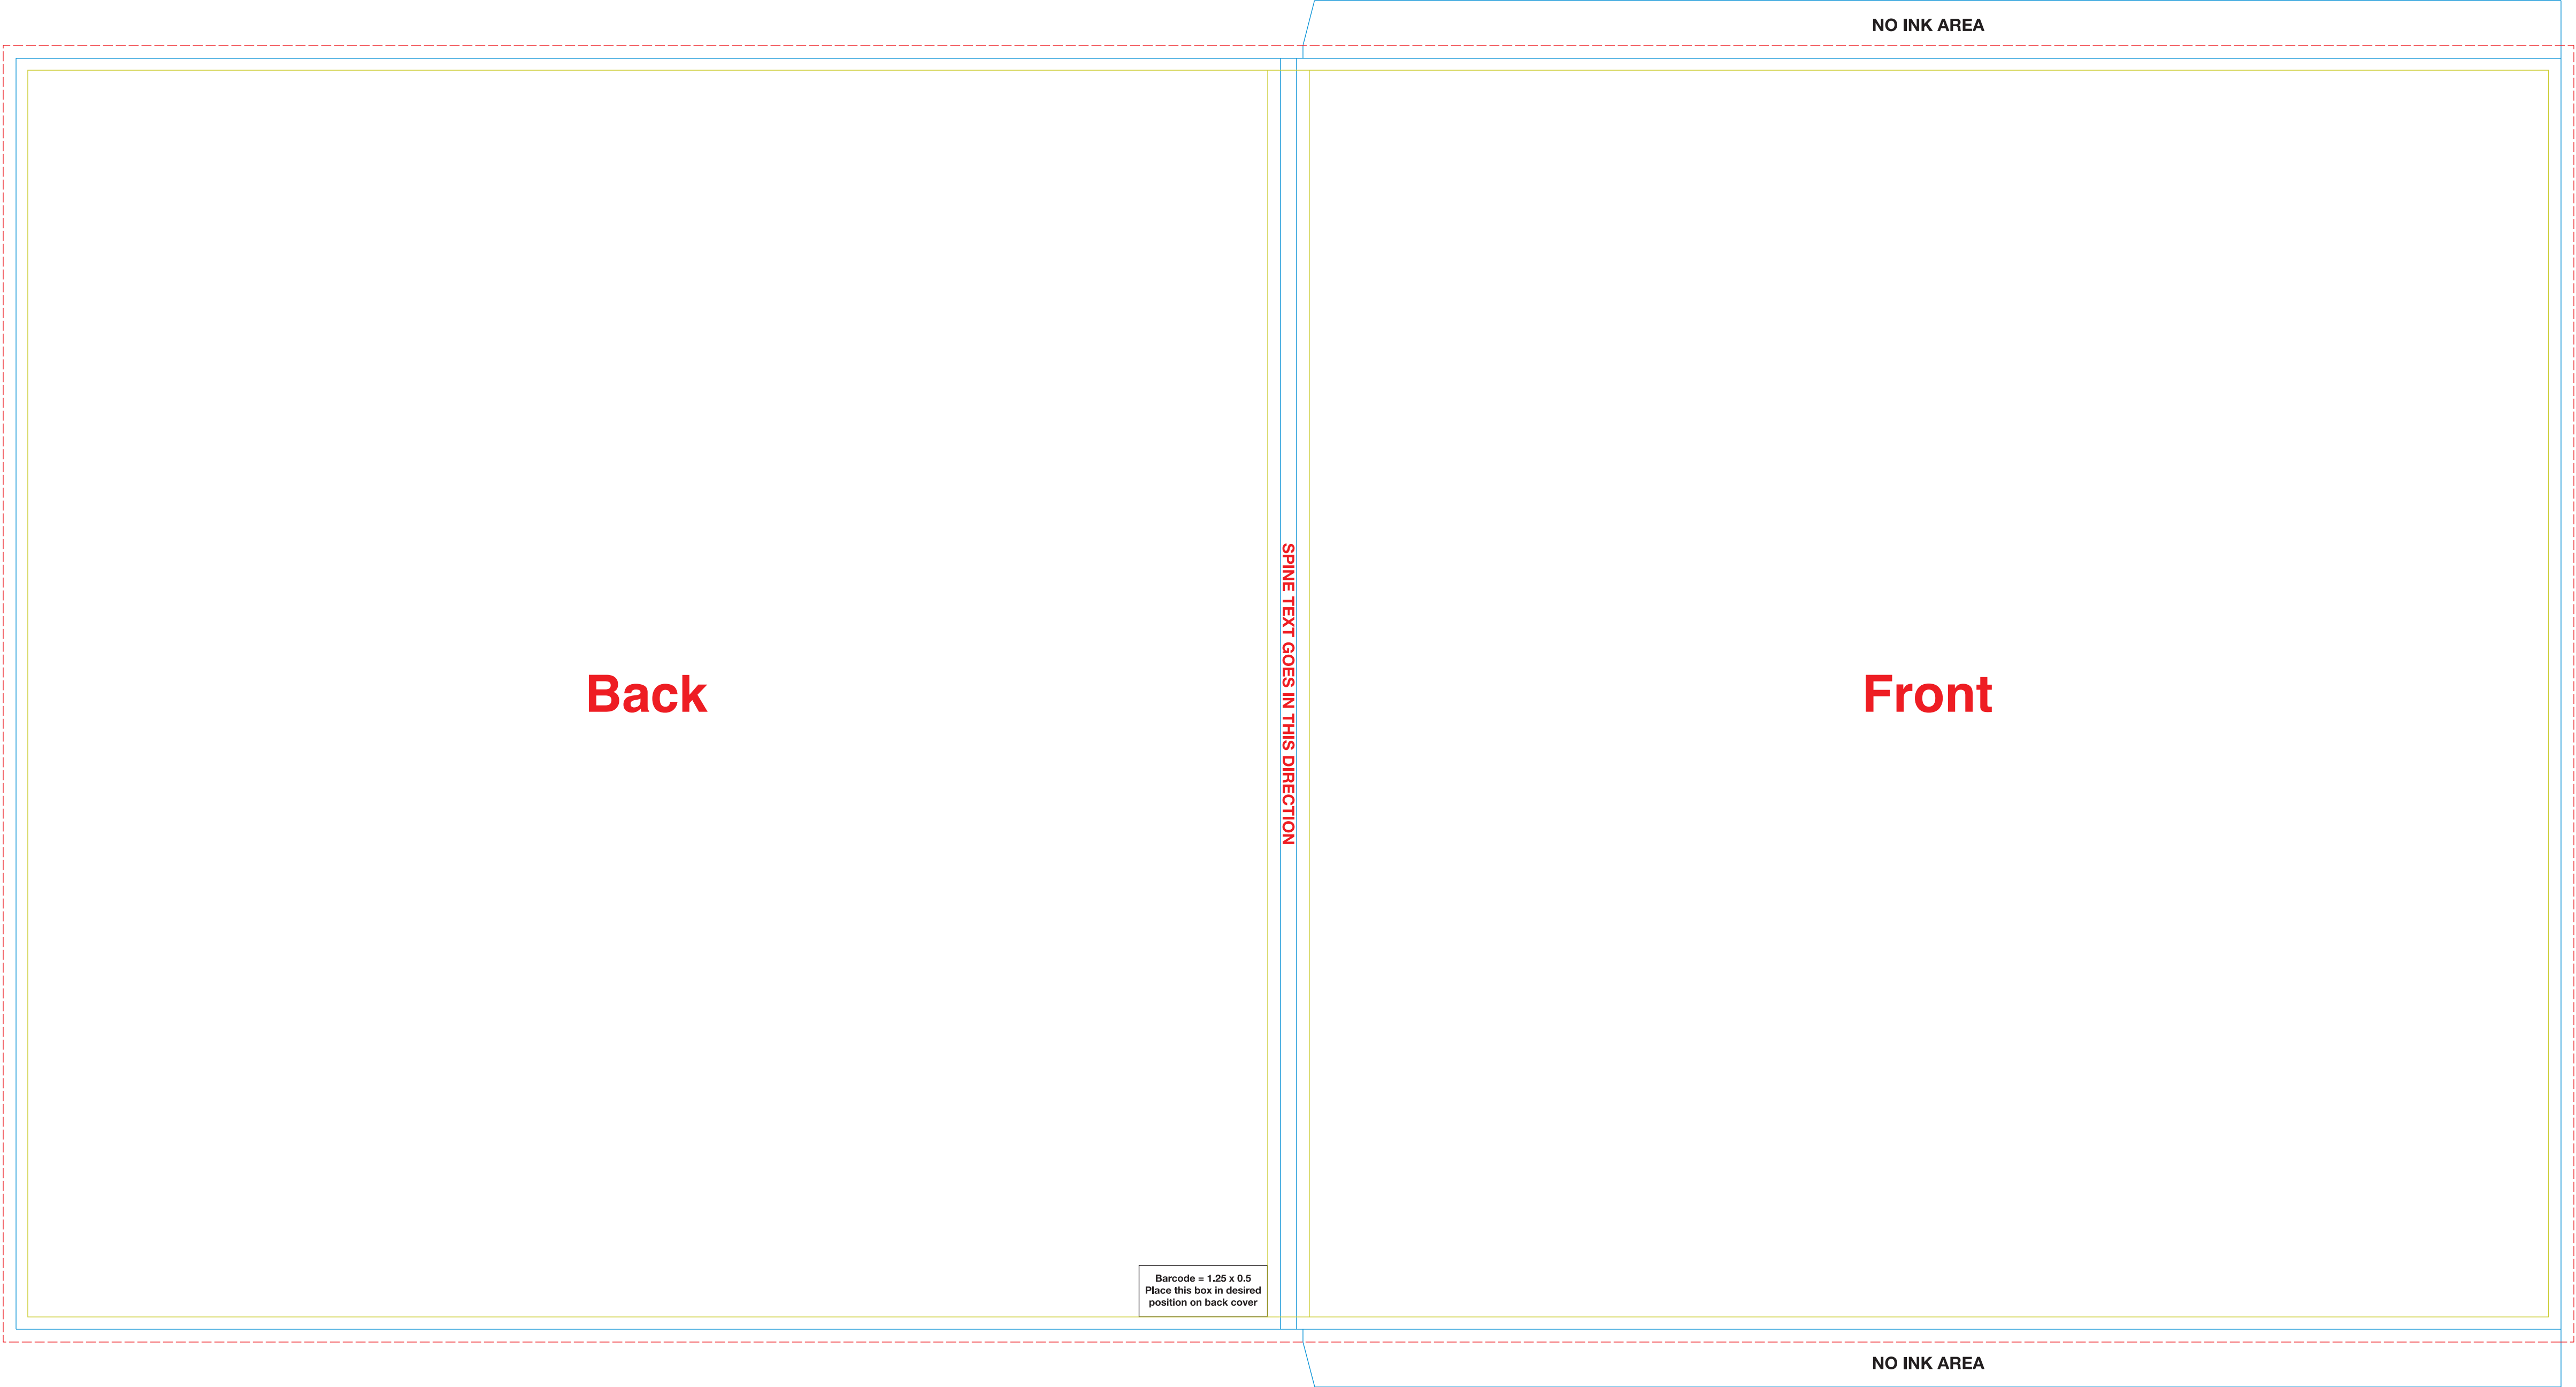 NO INK AREA
Back
SPINE TEXT GOES IN THIS DIRECTION
Front
Barcode = 1.25 x 0.5
Place this box in desired
position on back cover
NO INK AREA